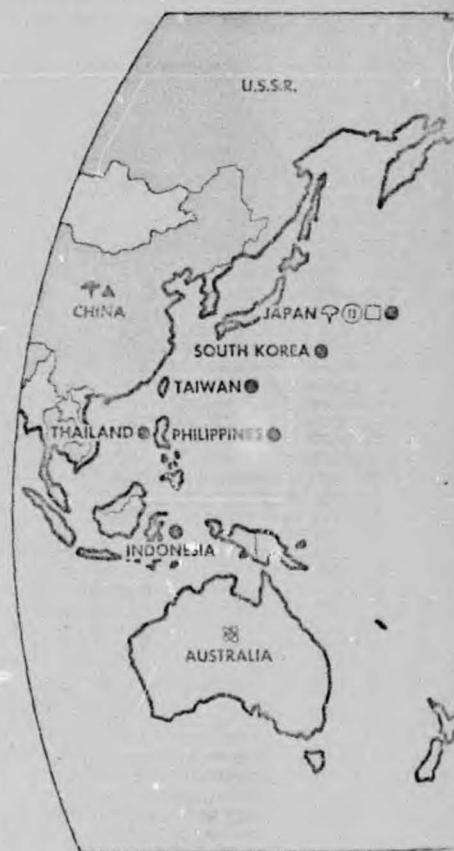 U.S.S.R.
CHINA
JAPAN
SOUTH KOREA
TAIWAN
THAILAND
PHILIPPINES
INDONESIA
AUSTRALIA